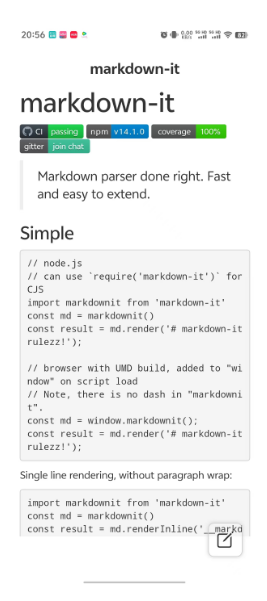 20:56
markdown-it
markdown-it
CI passing npm v14.1.0 coverage 100%
gitter join chat
Markdown parser done right. Fast
and easy to extend.
Simple
// node.js
// can use `require('markdown-it')` for
CJS
import markdownit from 'markdown-it'
const md = markdownit()
const result = md.render('# markdown-it
rulezz!');
// browser with UMD build, added to "wi
ndow" on script load
// Note, there is no dash in "markdowni
t".
const md = window.markdownit();
const result = md.render('# markdown-it
rulezz!');
Single line rendering, without paragraph wrap:
import markdownit from 'markdown-it'
const md = markdownit()
const result = md.renderInline('__markd